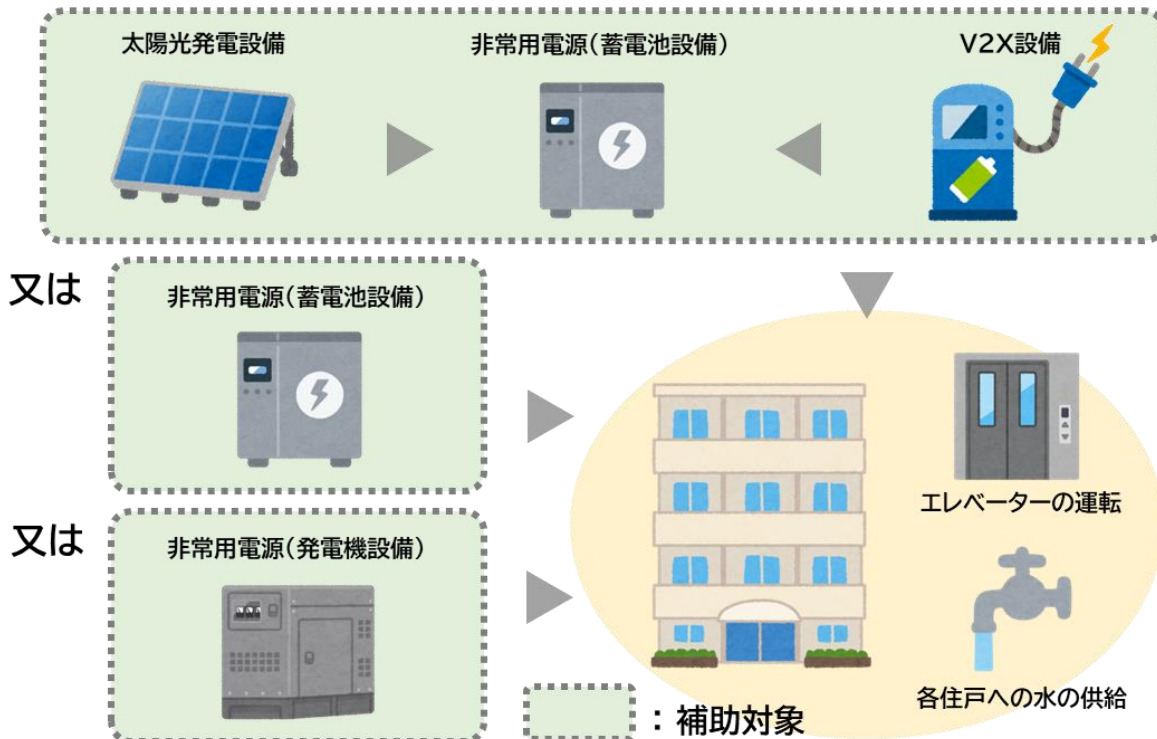 太陽光発電設備
非常用電源(蓄電池設備)
V2X設備
又は
非常用電源(蓄電池設備)
エレベーターの運転
又は
非常用電源(発電機設備)
各住戸への水の供給
：補助対象